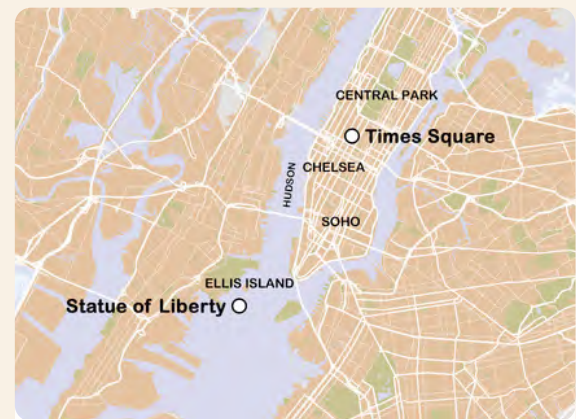 CENTRAL PARK
Times Square
CHELSEA
HUDSON
SOHO
ELLIS ISLAND
Statue of Liberty